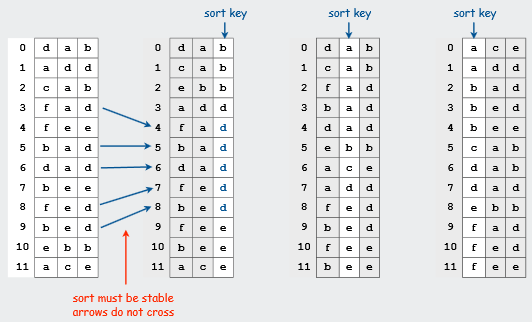 sort key sort key sort key
0 d a b 0 d a b 0 d a b 0 a c e
1 a d d 1 c a b 1 c a b 1 a d d
2 c a b 2 e b b 2 f a d 2 b a d
3 f a d 3 a d d 3 b a d 3 b e d
4 f e e 4 f a d 4 d a d 4 b e e
5 b a d 5 b a d 5 e b b 5 c a b
6 d a d 6 d a d 6 a c e 6 d a b
7 b e e 7 f e d 7 a d d 7 d a d
8 f e d 8 b e d 8 f e d 8 e b b
9 b e d 9 f e e 9 b e d 9 f a d
10 e b b 10 b e e 10 f e e 10 f e d
11 a c e 11 a c e 11 b e e 11 f e e
sort must be stable
arrows do not cross